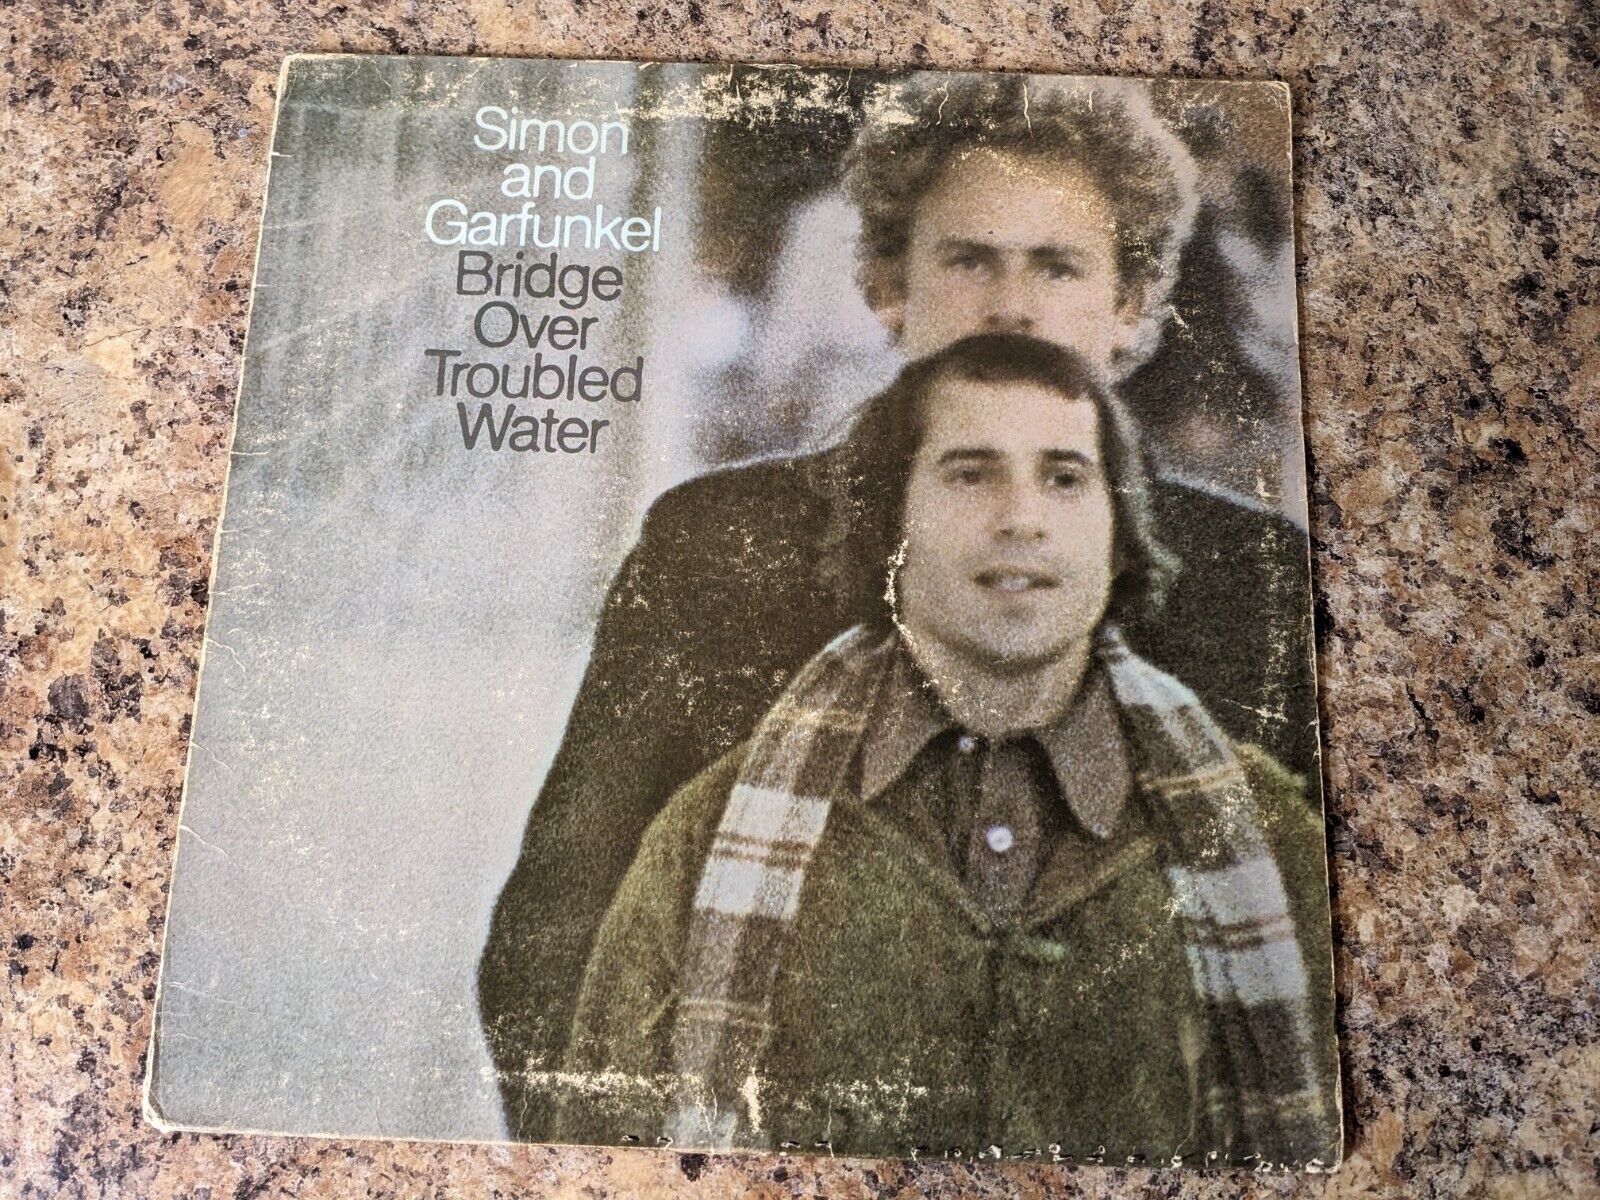 Simon
and
Garfunkel
Bridge
Over
Troubled
Water